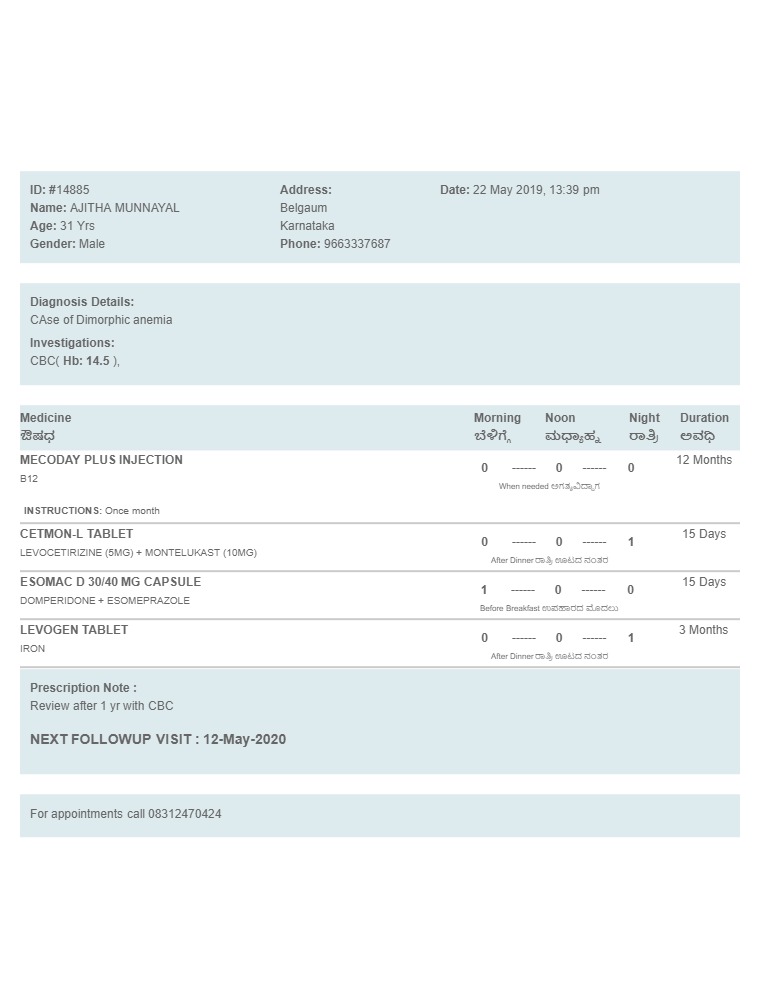 ID: #14885
Name: AJITHA MUNNAYAL
Age: 31 Yrs
Gender: Male
Address:
Belgaum
Karnataka
Phone: 9663337687
Date: 22 May 2019, 13:39 pm
Diagnosis Details:
CAse of Dimorphic anemia
Investigations:
CBC( Hb: 14.5 ),
Medicine Morning Noon Night Duration
ಔಷಧ ಬೆಳಿಗ್ಗೆ ಮಧ್ಯಾಹ್ನ ರಾತ್ರಿ ಅವಧಿ
MECODAY PLUS INJECTION 0 ------ 0 ------ 0 12 Months
B12 When needed ಅಗತ್ಯವಿದ್ದಾಗ
INSTRUCTIONS: Once month
CETMON-L TABLET 0 ------ 0 ------ 1 15 Days
LEVOCETIRIZINE (5MG) + MONTELUKAST (10MG) After Dinner ರಾತ್ರಿ ಊಟದ ನಂತರ
ESOMAC D 30/40 MG CAPSULE 1 ------ 0 ------ 0 15 Days
DOMPERIDONE + ESOMEPRAZOLE Before Breakfast ಉಪಹಾರದ ಮೊದಲು
LEVOGEN TABLET 0 ------ 0 ------ 1 3 Months
IRON After Dinner ರಾತ್ರಿ ಊಟದ ನಂತರ
Prescription Note :
Review after 1 yr with CBC
NEXT FOLLOWUP VISIT : 12-May-2020
For appointments call 08312470424